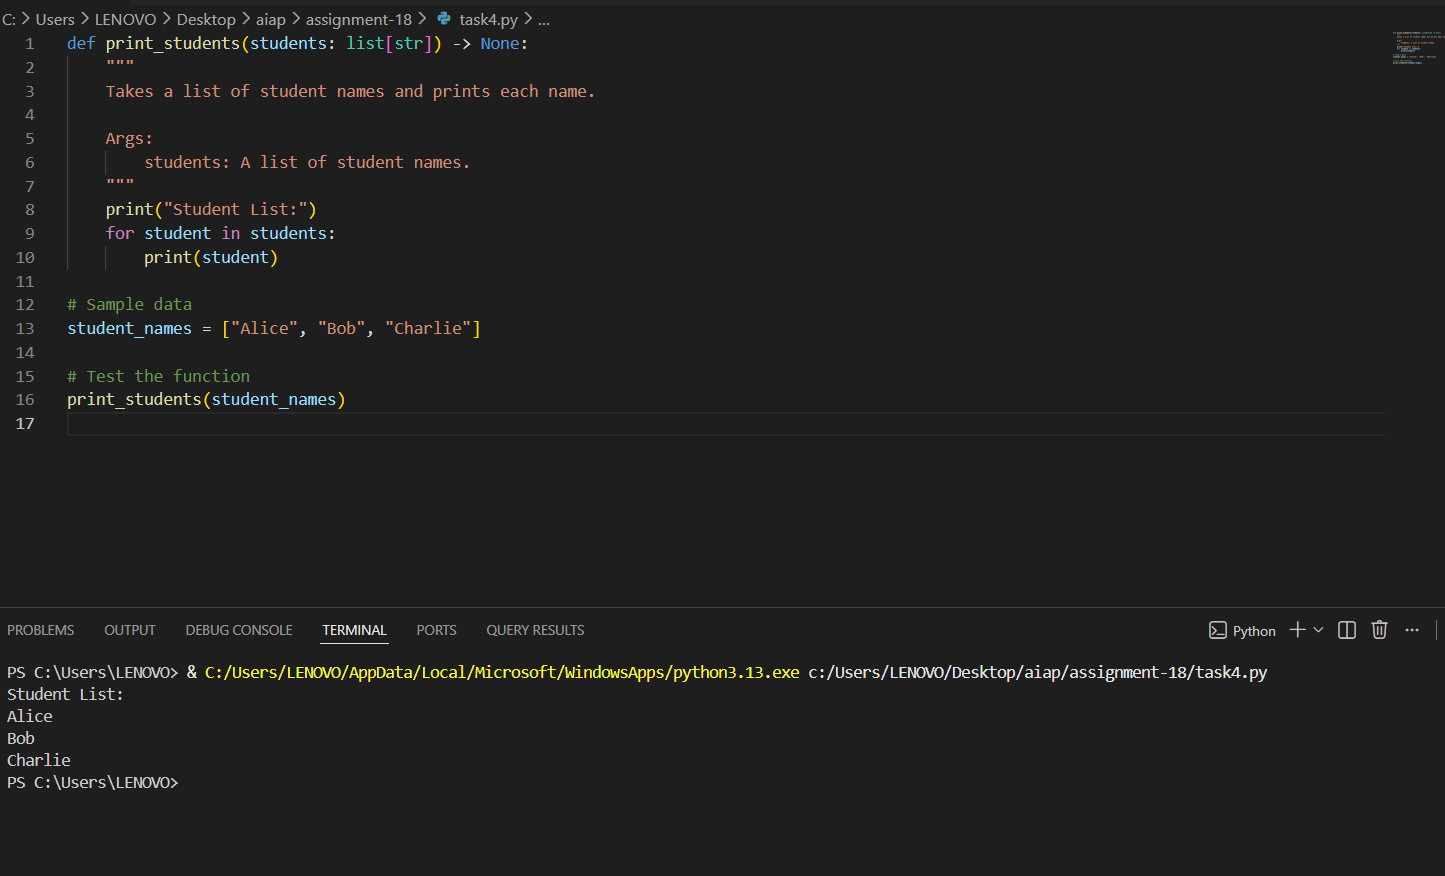 C: > Users > LENOVO > Desktop > aiap > assignment-18 > task4.py > ...
1 def print_students(students: list[str]) -> None:
2     """
3     Takes a list of student names and prints each name.
4
5     Args:
6         students: A list of student names.
7     """
8     print("Student List:")
9     for student in students:
10         print(student)
11
12 # Sample data
13 student_names = ["Alice", "Bob", "Charlie"]
14
15 # Test the function
16 print_students(student_names)
17
PROBLEMS OUTPUT DEBUG CONSOLE TERMINAL PORTS QUERY RESULTS Python
PS C:\Users\LENOVO> & C:/Users/LENOVO/AppData/Local/Microsoft/WindowsApps/python3.13.exe c:/Users/LENOVO/Desktop/aiap/assignment-18/task4.py
Student List:
Alice
Bob
Charlie
PS C:\Users\LENOVO>